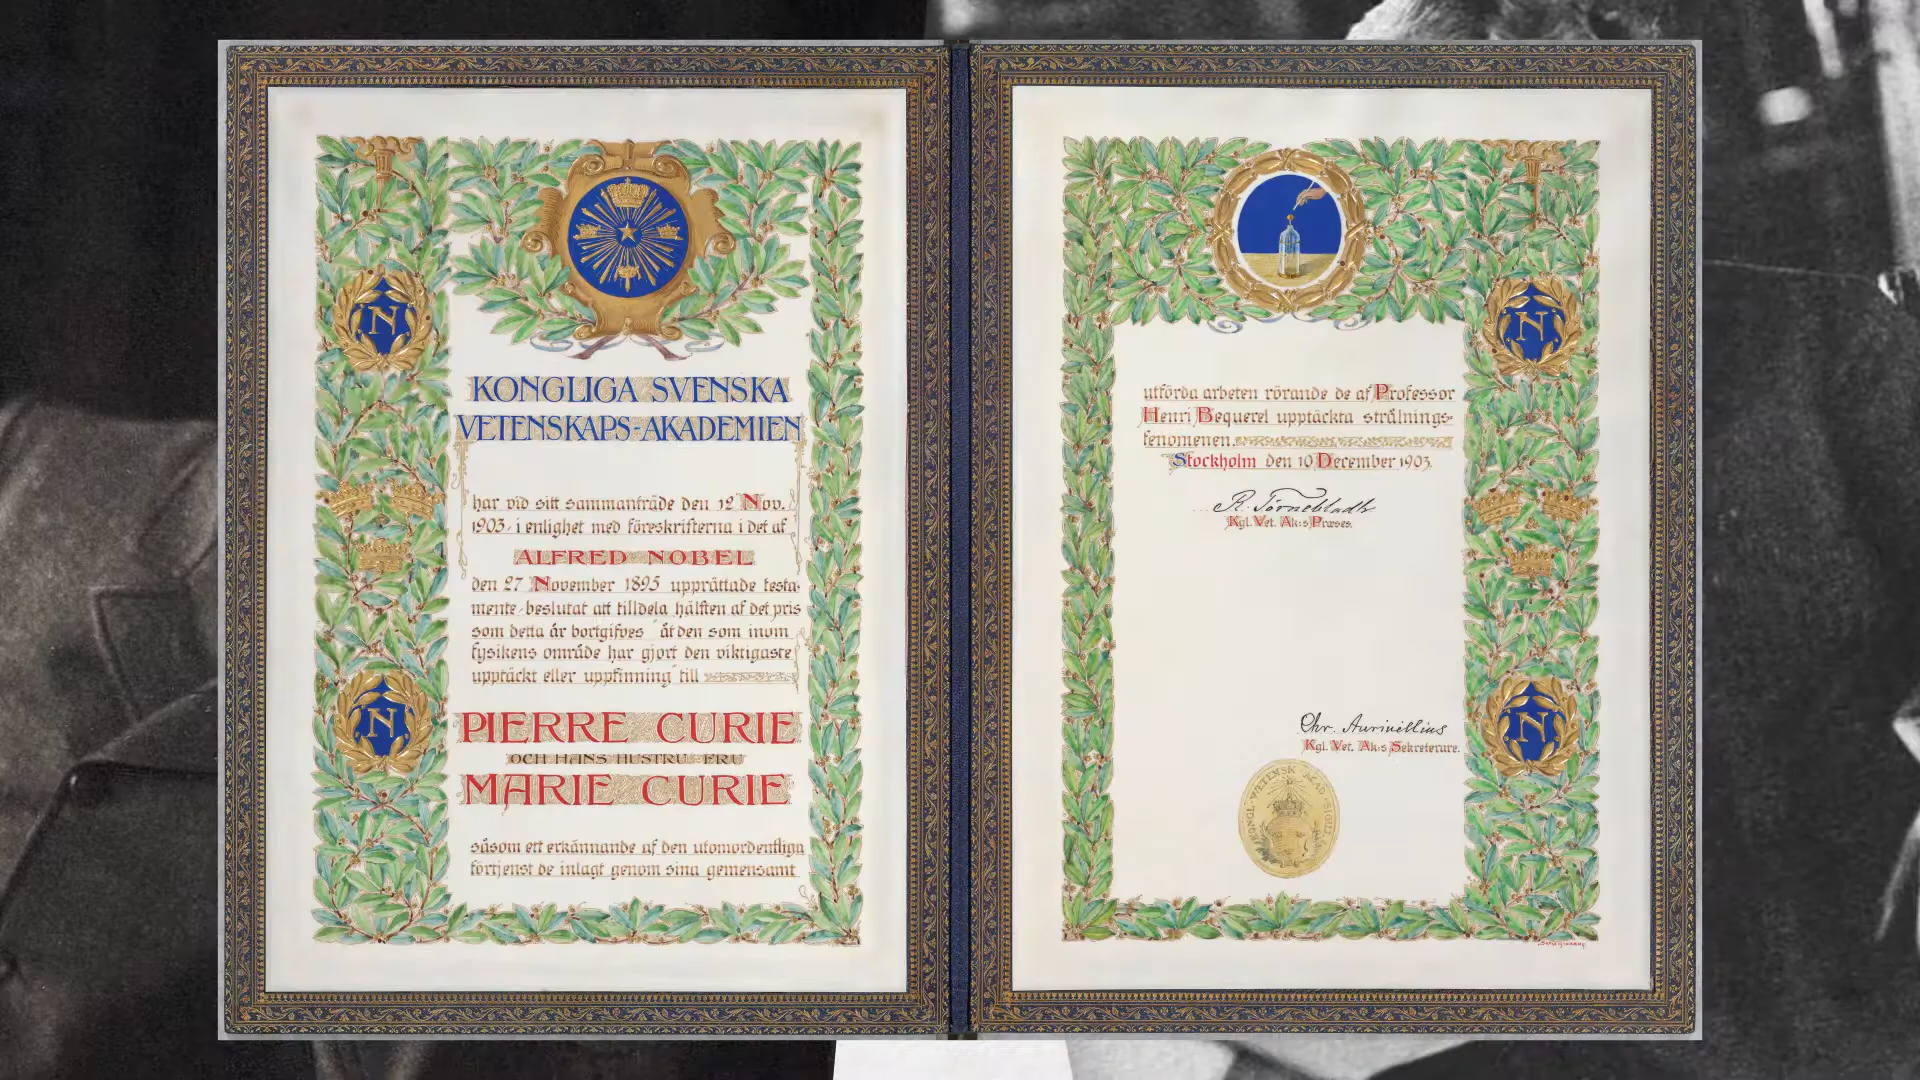 N
N
KONGLIGA SVENSKA
VETENSKAPS-AKADEMIEN
har vid sitt sammanträde den 12 Nov.
1903 i enlighet med föreskrifterna i det af
ALFRED NOBEL
den 27 November 1895 upprättade testa-
mente beslutat att tilldela hälften af det pris
som detta år bortgifves "åt den som inom
fysikens område har gjort den viktigaste
upptäckt eller uppfinning" till
PIERRE CURIE
OCH HANS HUSTRU FRU
MARIE CURIE
såsom ett erkännande af den utomordentliga
förtjenst de inlagt genom sina gemensamt
N
N
utförda arbeten rörande de af Professor
Henri Bequerel upptäckta strålnings-
fenomenen.
Stockholm den 10 December 1903.
R. Törnebladh
Kgl. Vet. Ak:s Præses.
Chr. Aurivillius
Kgl. Vet. Ak:s Sekreterare.